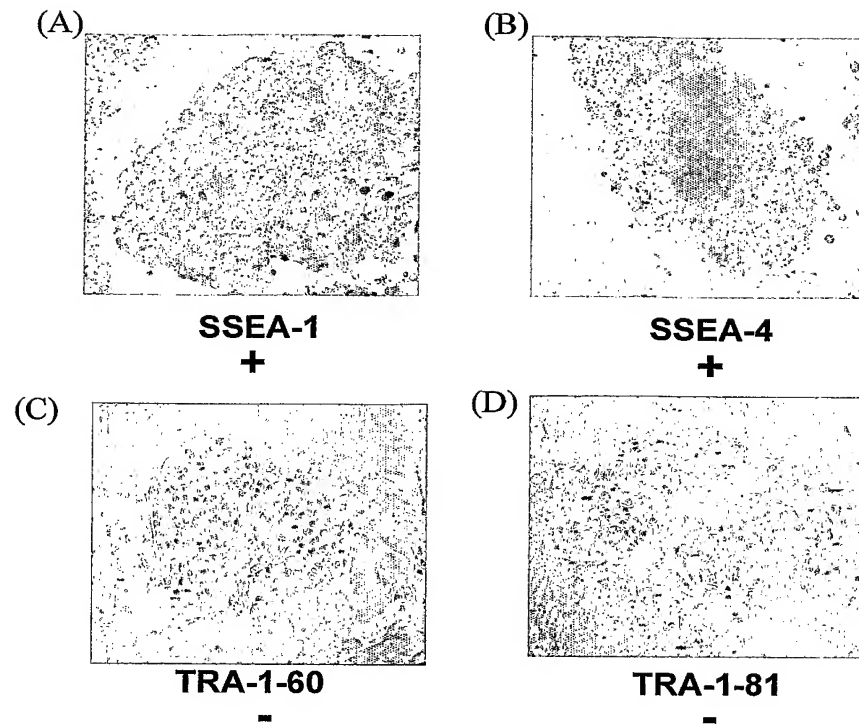 (A)
(B)
SSEA-1
+
SSEA-4
+
(C)
(D)
TRA-1-60
-
TRA-1-81
-